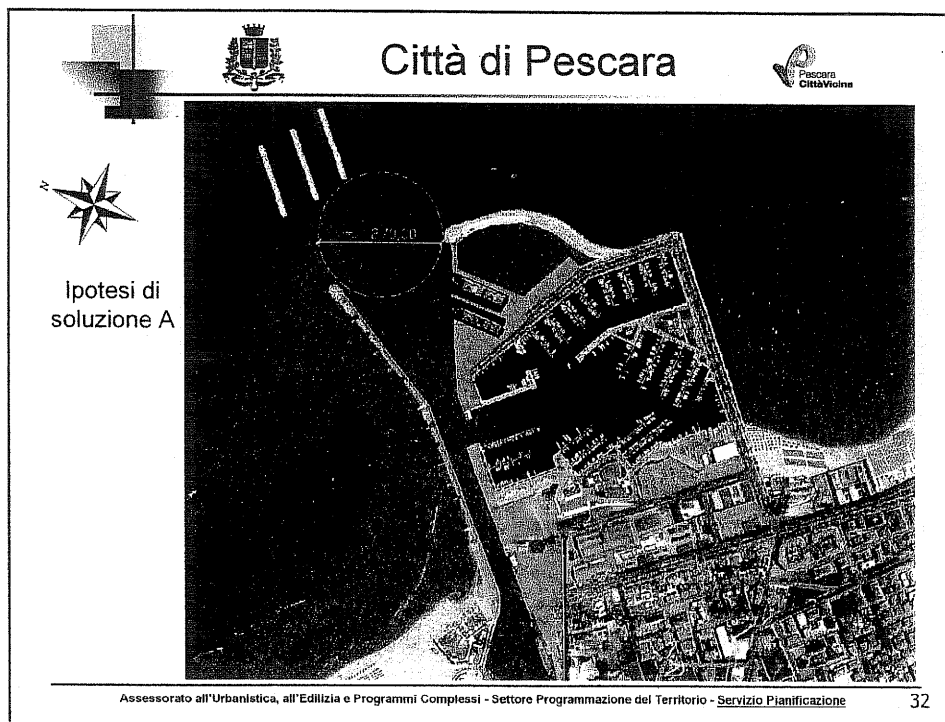 Città di Pescara
Pescara
CittàVicina
N
Ipotesi di
soluzione A
Assessorato all'Urbanistica, all'Edilizia e Programmi Complessi - Settore Programmazione del Territorio - Servizio Pianificazione
32